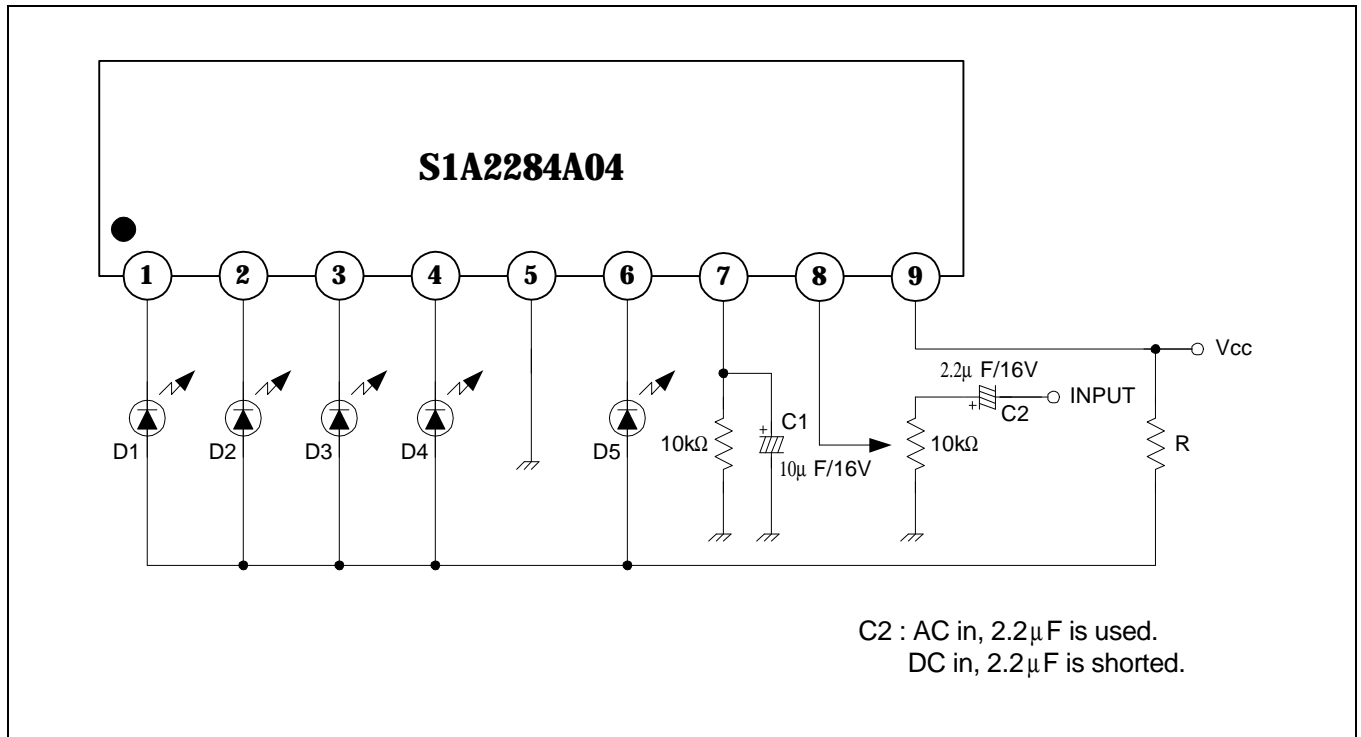 S1A2284A04
1 2 3 4 5 6 7 8 9
Vcc
2.2μ F/16V
INPUT
+
C2
D1
D2
D3
D4
D5
10kΩ
+
C1
10μ F/16V
10kΩ
R
C2 : AC in, 2.2μF is used.
DC in, 2.2μF is shorted.